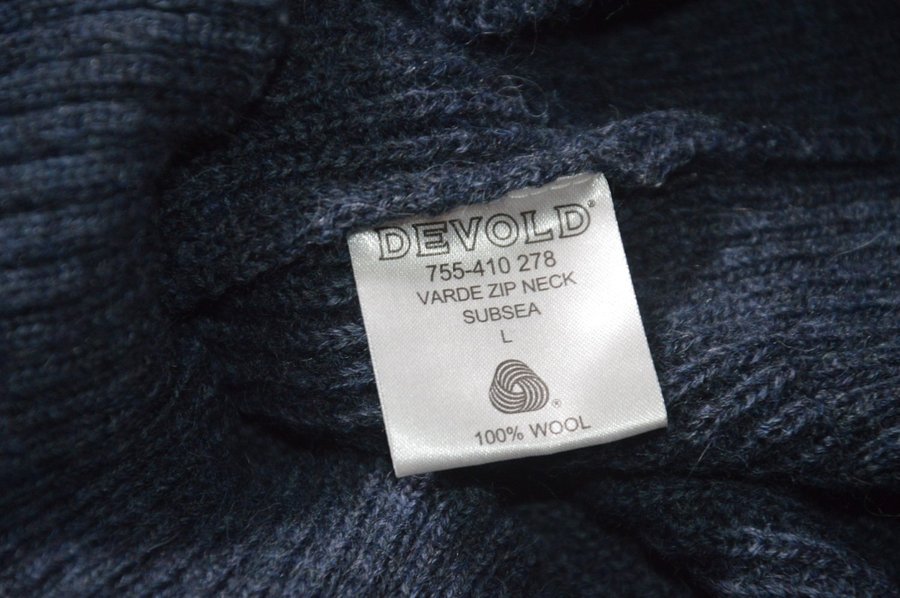 DEVOLD®
755-410 278
VARDE ZIP NECK
SUBSEA
L
®
100% WOOL